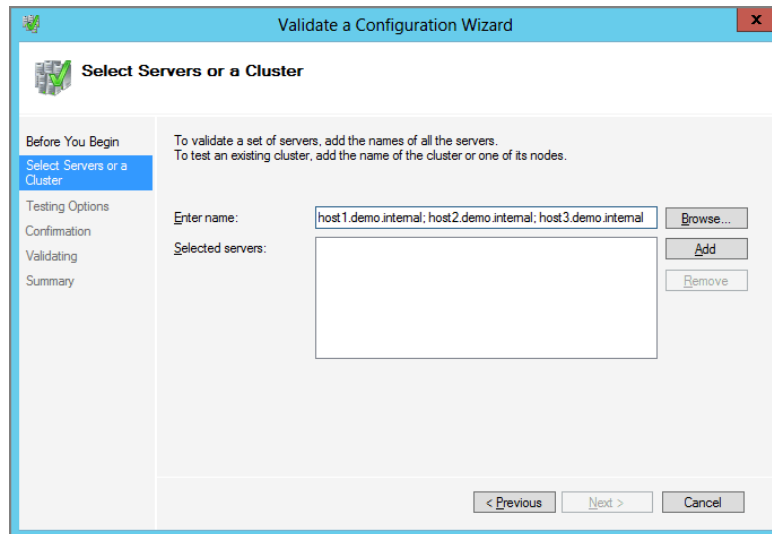 Validate a Configuration Wizard
x
Select Servers or a Cluster
Before You Begin
Select Servers or a
Cluster
Testing Options
Confirmation
Validating
Summary
To validate a set of servers, add the names of all the servers.
To test an existing cluster, add the name of the cluster or one of its nodes.
Enter name:
host1.demo.internal; host2.demo.internal; host3.demo.internal
Browse...
Selected servers:
Add
Remove
< Previous
Next >
Cancel